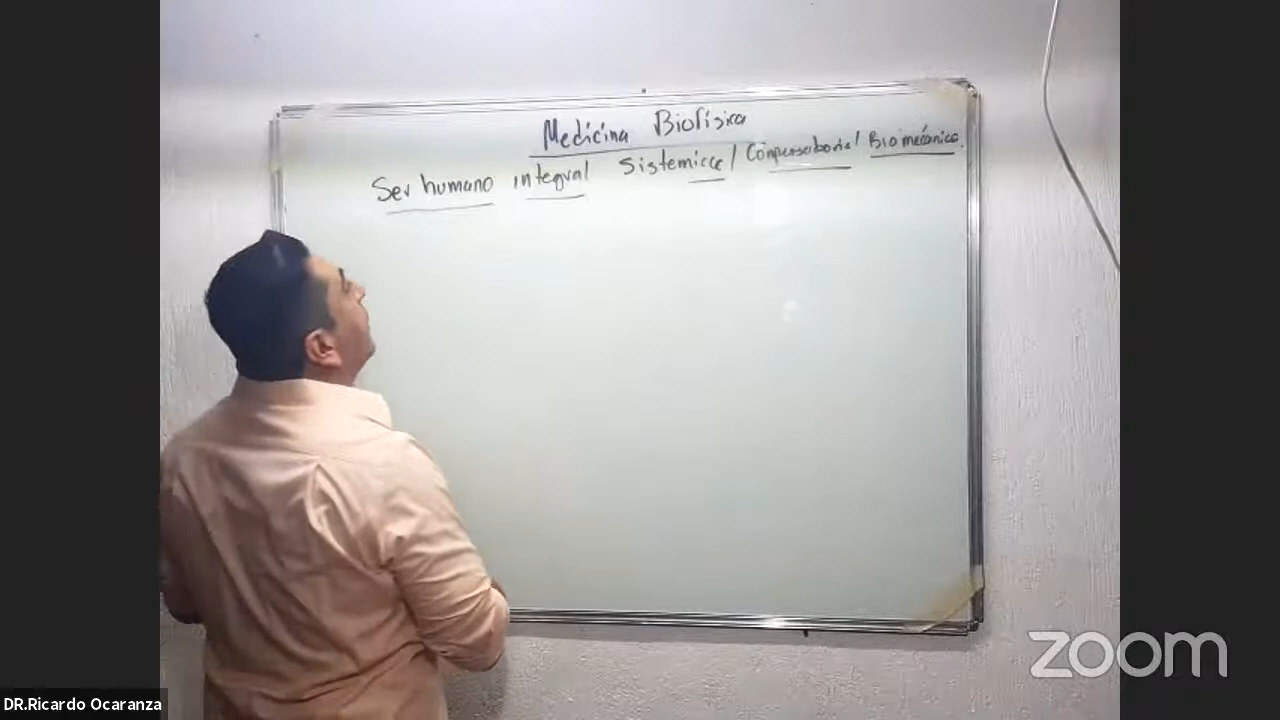 Medicina Biofísica
Ser humano integral Sistemica / Compensatoria / Biomecánica.
zoom
DR.Ricardo Ocaranza